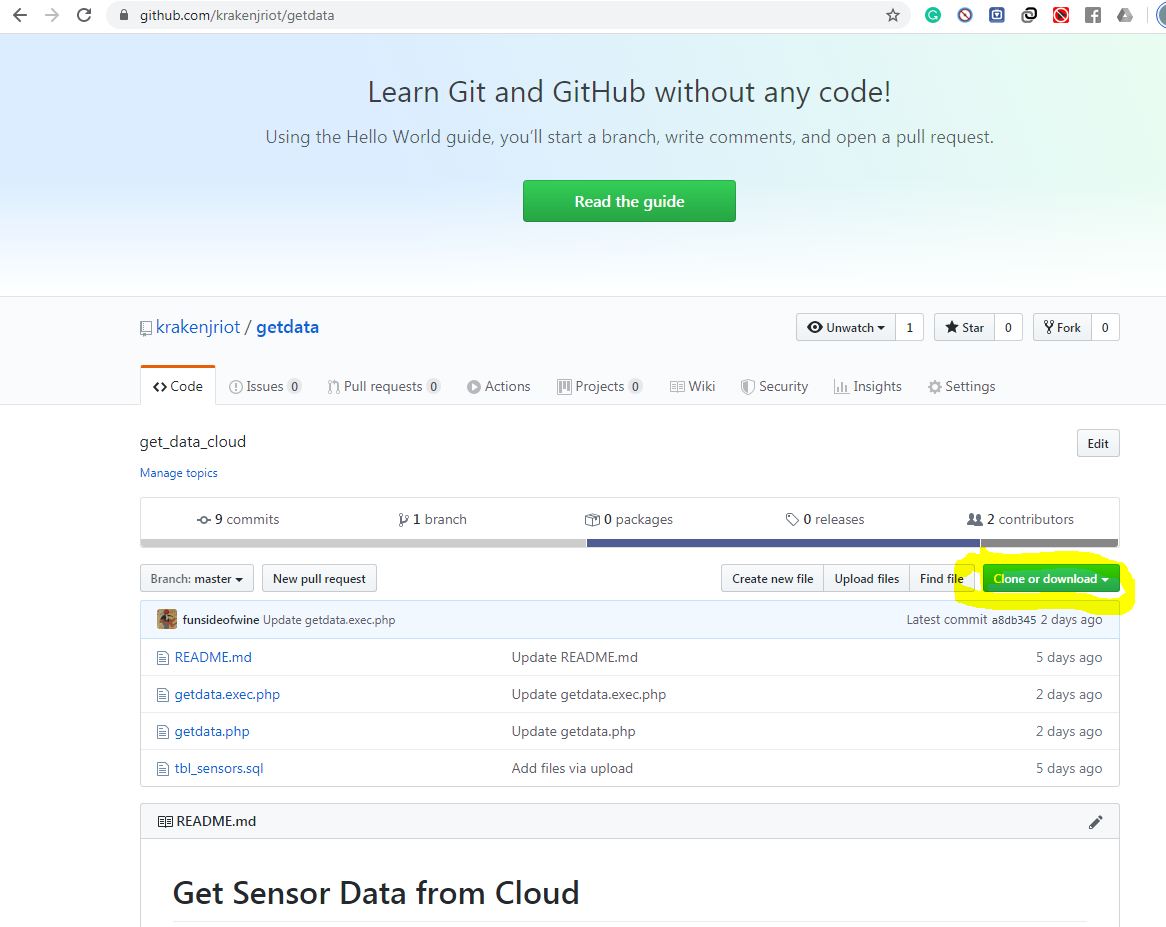 github.com/krakenjriot/getdata
Learn Git and GitHub without any code!
Using the Hello World guide, you’ll start a branch, write comments, and open a pull request.
Read the guide
krakenjriot / getdata
Unwatch 1 Star 0 Fork 0
Code Issues 0 Pull requests 0 Actions Projects 0 Wiki Security Insights Settings
get_data_cloud
Edit
Manage topics
9 commits 1 branch 0 packages 0 releases 2 contributors
Branch: master New pull request Create new file Upload files Find file Clone or download
funsideofwine Update getdata.exec.php Latest commit a8db345 2 days ago
README.md Update README.md 5 days ago
getdata.exec.php Update getdata.exec.php 2 days ago
getdata.php Update getdata.php 2 days ago
tbl_sensors.sql Add files via upload 5 days ago
README.md
Get Sensor Data from Cloud